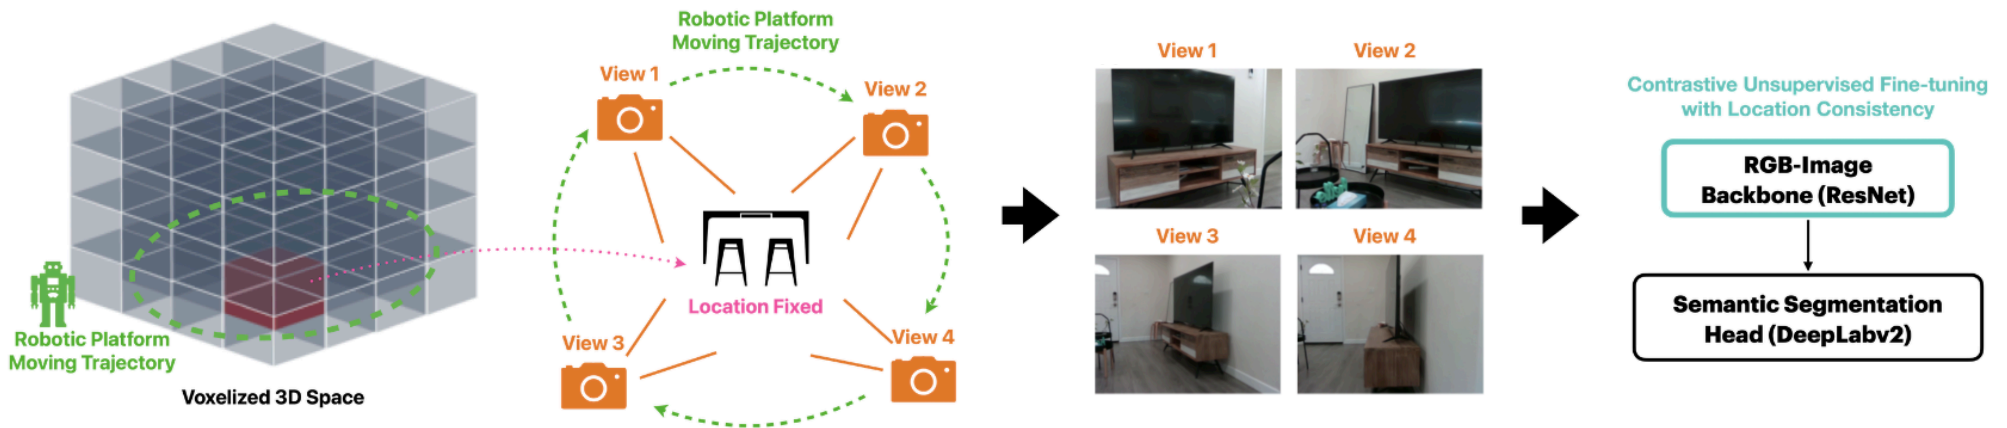 Robotic Platform
Moving Trajectory
Voxelized 3D Space
Robotic Platform
Moving Trajectory
View 1
View 2
Location Fixed
View 3
View 4
View 1
View 2
View 3
View 4
Contrastive Unsupervised Fine-tuning
with Location Consistency
RGB-Image
Backbone (ResNet)
Semantic Segmentation
Head (DeepLabv2)